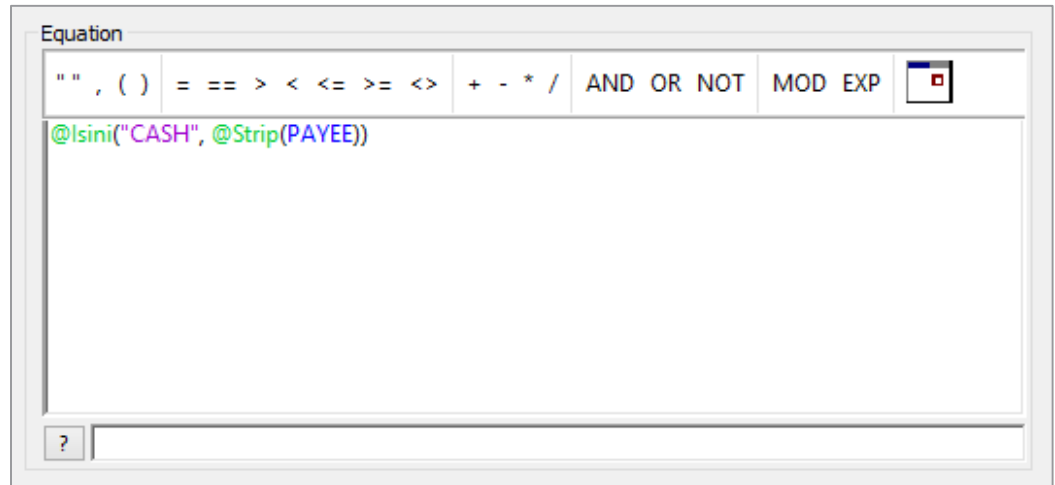 Equation
" " , ( ) = == > < <= >= <> + - * / AND OR NOT MOD EXP
@Isini("CASH", @Strip(PAYEE))
?